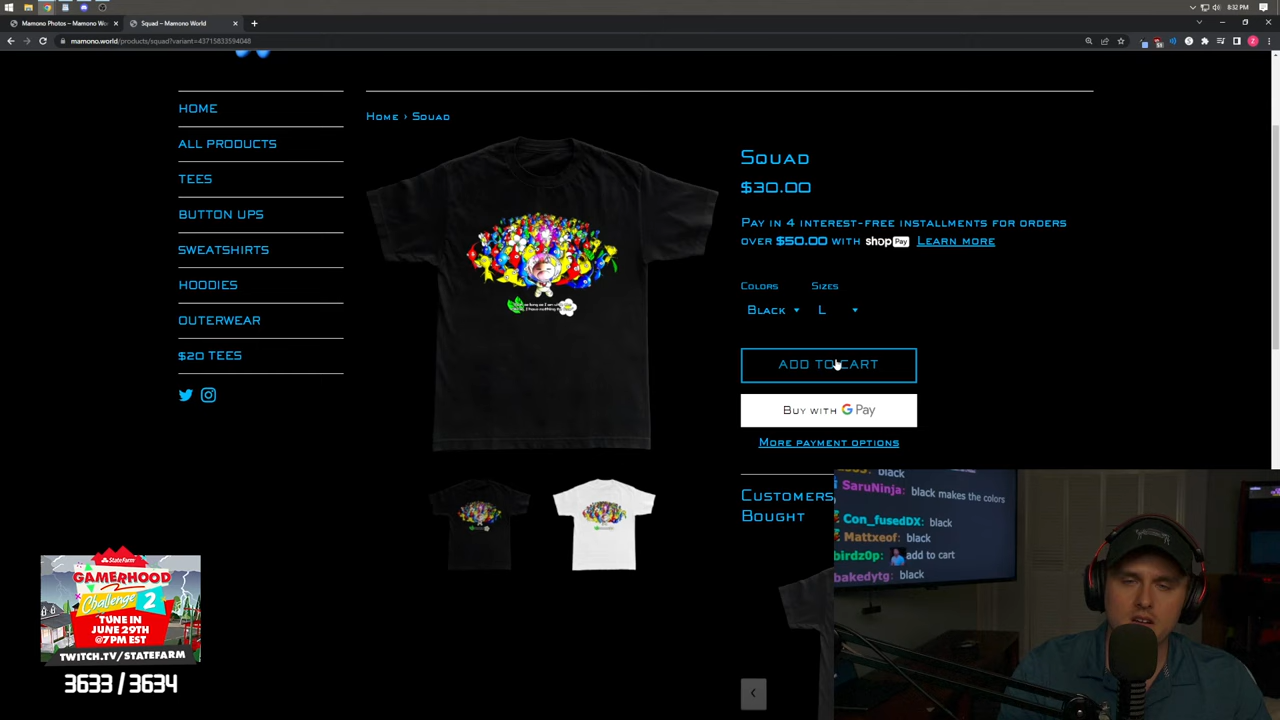 8:32 PM
Mamono Photos – Mamono Wo
Squad – Mamono World
mamono.world/products/squad?variant=43715833594048
HOME
ALL PRODUCTS
TEES
BUTTON UPS
SWEATSHIRTS
HOODIES
OUTERWEAR
$20 TEES
Home › Squad
Squad
$30.00
Pay in 4 interest-free installments for orders
over $50.00 with shop Pay Learn more
Colors Sizes
Black L
ADD TO CART
Buy with G Pay
More payment options
Customers
Bought
black
SaruNinja: black makes the colors
Con_fusedDX: black
Mattxeof: black
birdz0p: add to cart
bakedytg: black
StateFarm
GAMERHOOD
Challenge 2
TUNE IN
JUNE 29TH
@7PM EST
TWITCH.TV/STATEFARM
3633 / 3634